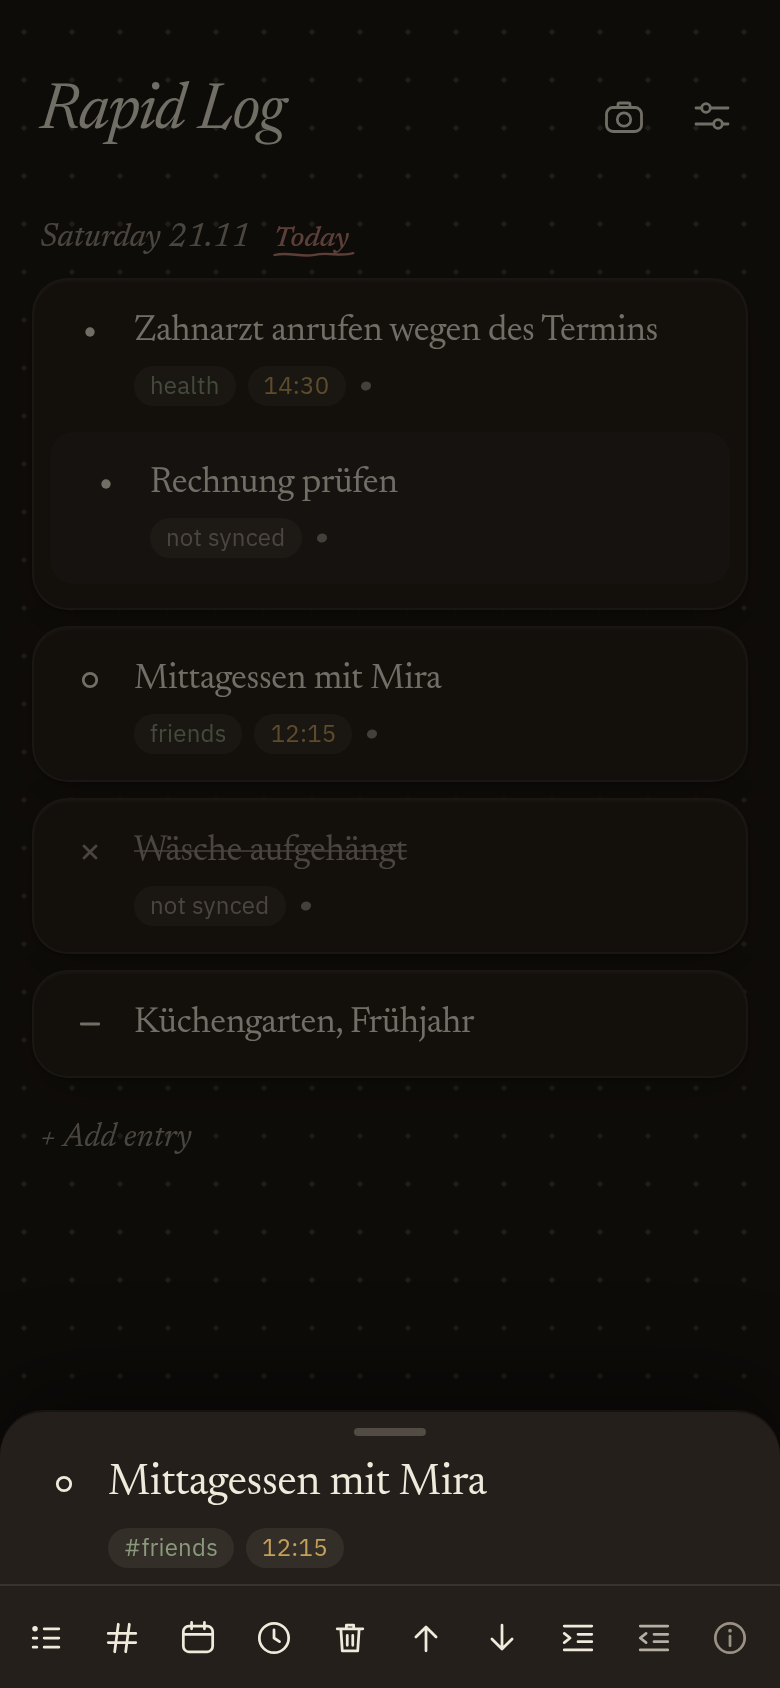 Rapid Log
Saturday 21.11 Today
Zahnarzt anrufen wegen des Termins
health 14:30
Rechnung prüfen
not synced
Mittagessen mit Mira
friends 12:15
Wäsche aufgehängt
not synced
Küchengarten, Frühjahr
+ Add entry
Mittagessen mit Mira
#friends 12:15